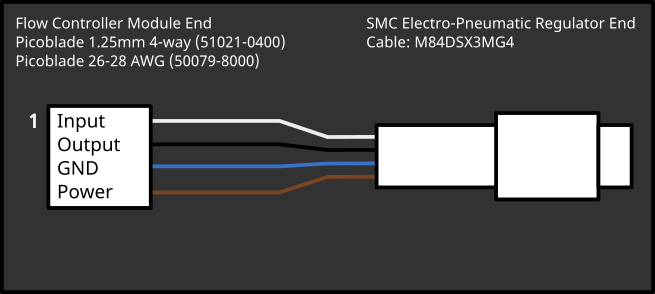 Flow Controller Module End
Picoblade 1.25mm 4-way (51021-0400)
Picoblade 26-28 AWG (50079-8000)
SMC Electro-Pneumatic Regulator End
Cable: M84DSX3MG4
1
Input
Output
GND
Power